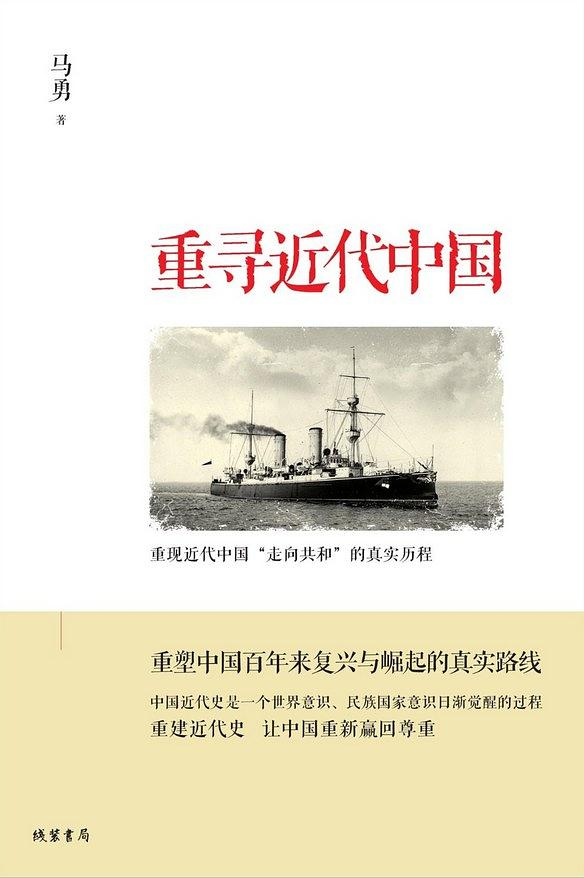 马勇
著
重寻近代中国
重现近代中国“走向共和”的真实历程
重塑中国百年来复兴与崛起的真实路线
中国近代史是一个世界意识、民族国家意识日渐觉醒的过程
重建近代史 让中国重新赢回尊重
线装书局